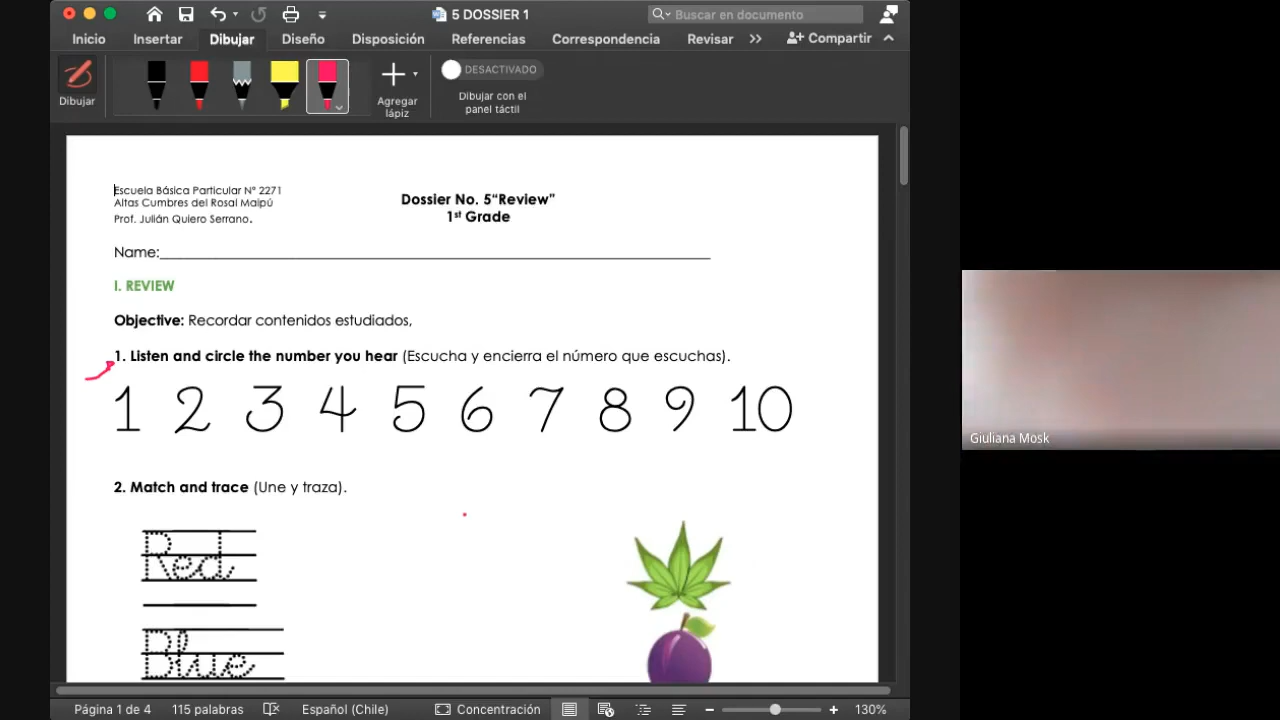 5 DOSSIER 1
Buscar en documento
Inicio Insertar Dibujar Diseño Disposición Referencias Correspondencia Revisar >> Compartir
Dibujar
Agregar lápiz
DESACTIVADO
Dibujar con el
panel táctil
Escuela Básica Particular N° 2271
Altas Cumbres del Rosal Maipú
Prof. Julián Quiero Serrano.
Dossier No. 5“Review”
1st Grade
Name:
I. REVIEW
Objective: Recordar contenidos estudiados,
1. Listen and circle the number you hear (Escucha y encierra el número que escuchas).
1 2 3 4 5 6 7 8 9 10
2. Match and trace (Une y traza).
Red
Blue
Giuliana Mosk
Página 1 de 4 115 palabras Español (Chile) Concentración 130%